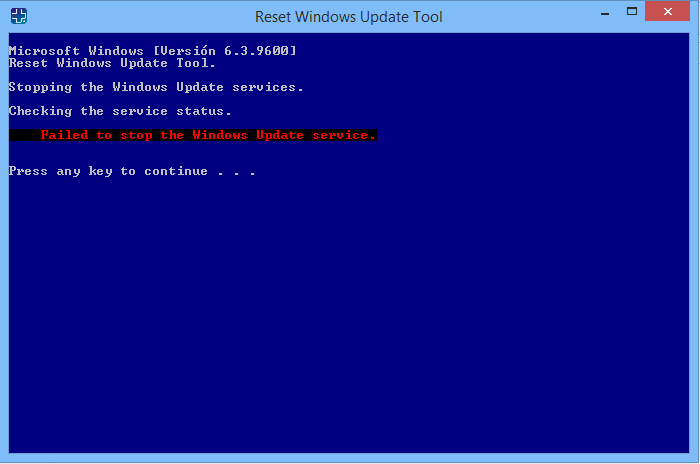 Reset Windows Update Tool
Microsoft Windows [Versión 6.3.9600]
Reset Windows Update Tool.
Stopping the Windows Update services.
Checking the service status.
Failed to stop the Windows Update service.
Press any key to continue . . .